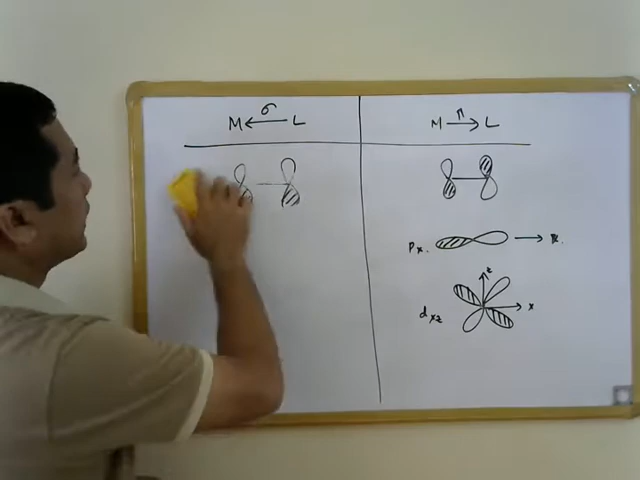 M ←σ L
M π→ L
Px.
z
x
dxz